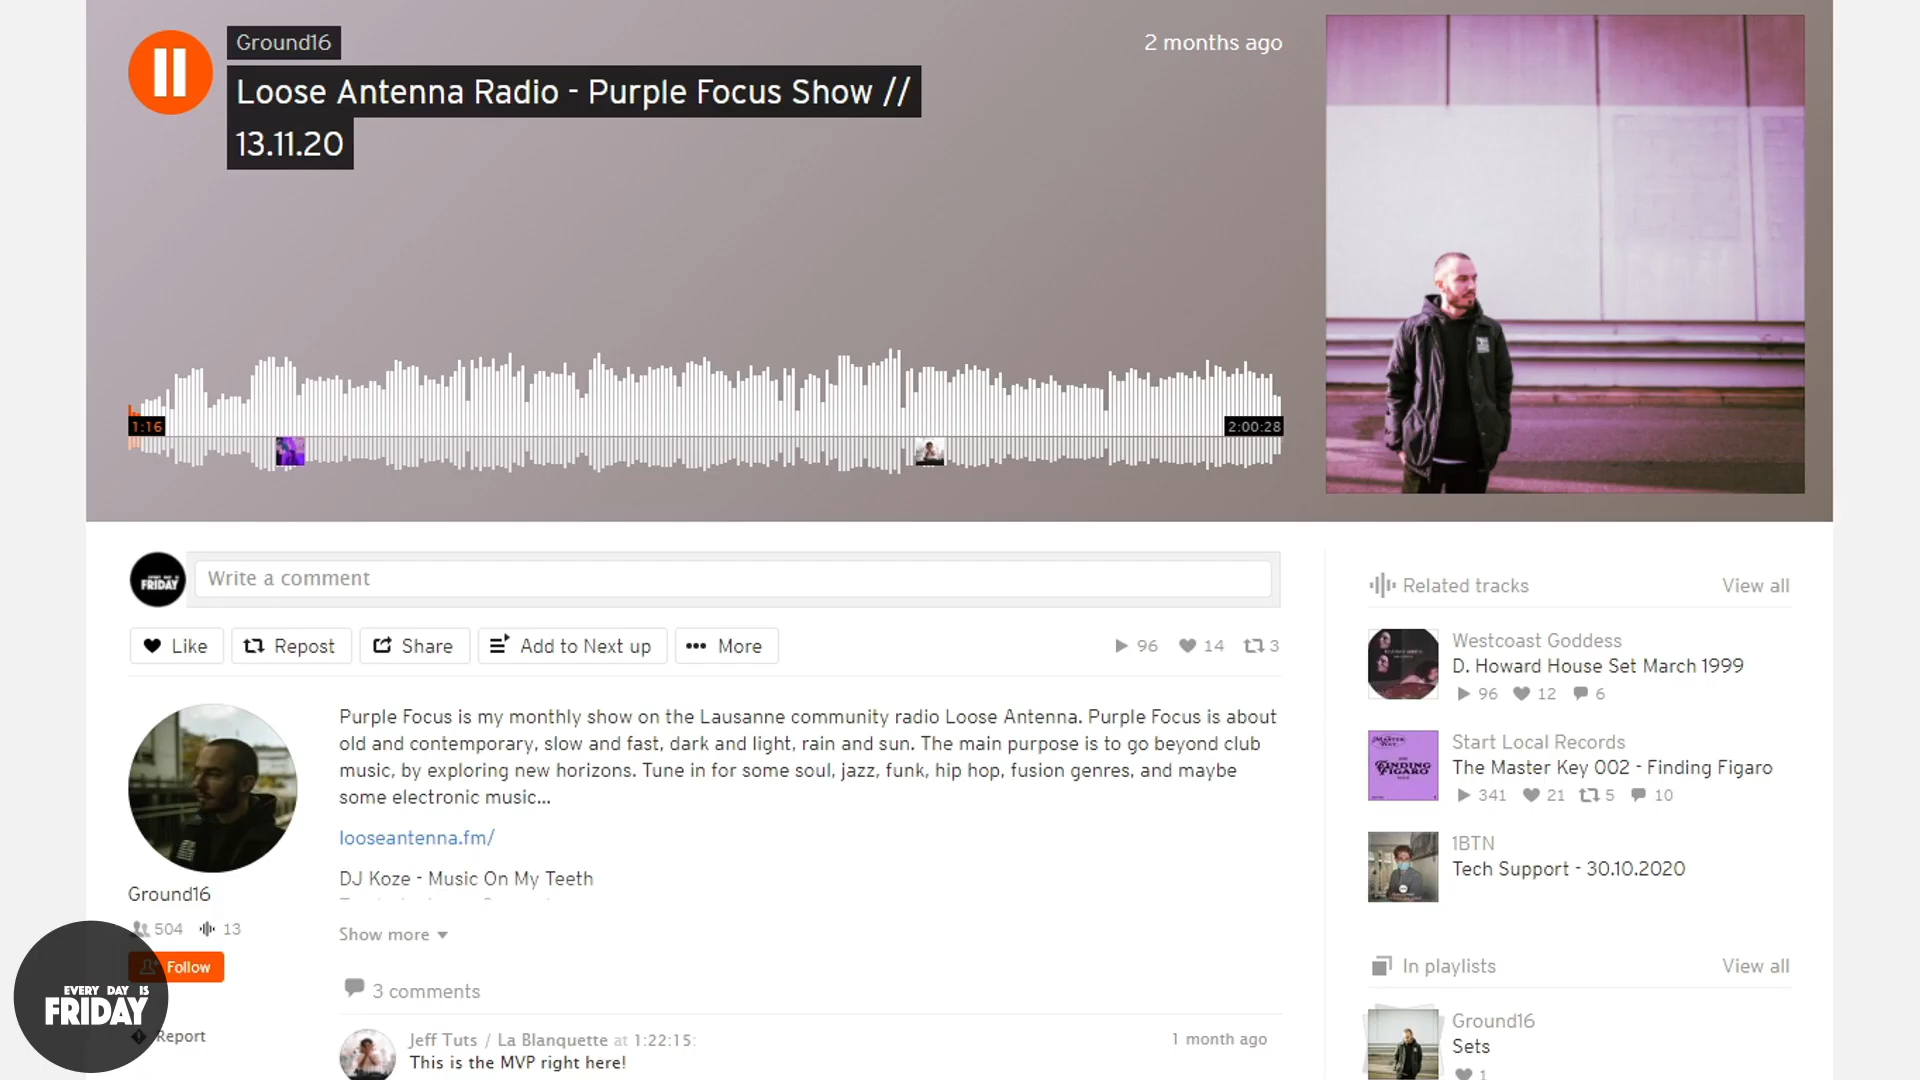 Ground16
2 months ago
Loose Antenna Radio - Purple Focus Show //
13.11.20
1:16
2:00:28
FRIDAY
Write a comment
Like
Repost
Share
Add to Next up
More
96
14
3
Purple Focus is my monthly show on the Lausanne community radio Loose Antenna. Purple Focus is about
old and contemporary, slow and fast, dark and light, rain and sun. The main purpose is to go beyond club
music, by exploring new horizons. Tune in for some soul, jazz, funk, hip hop, fusion genres, and maybe
some electronic music...
looseantenna.fm/
DJ Koze - Music On My Teeth
Show more
Ground16
504
13
Follow
Report
3 comments
Jeff Tuts / La Blanquette at 1:22:15:
1 month ago
This is the MVP right here!
Related tracks
View all
Westcoast Goddess
D. Howard House Set March 1999
96
12
6
FINDING
FIGARO
Start Local Records
The Master Key 002 - Finding Figaro
341
21
5
10
1BTN
Tech Support - 30.10.2020
In playlists
View all
Ground16
Sets
1
EVERY DAY IS
FRIDAY